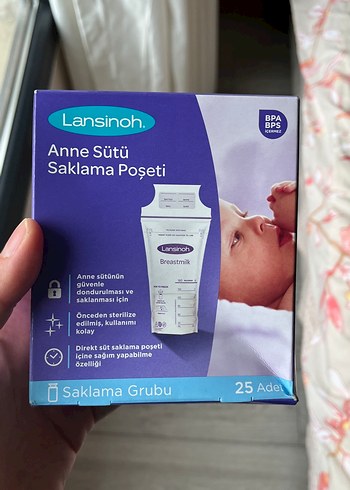 Lansinoh.
BPA
BPS
İÇERMEZ
Anne Sütü
Saklama Poşeti
Lansinoh.
Breastmilk
Anne sütünün
güvenle
dondurulması ve
saklanması için
Önceden sterilize
edilmiş, kullanımı
kolay
Direkt süt saklama poşeti
içine sağım yapabilme
özelliği
Saklama Grubu
25 Adet